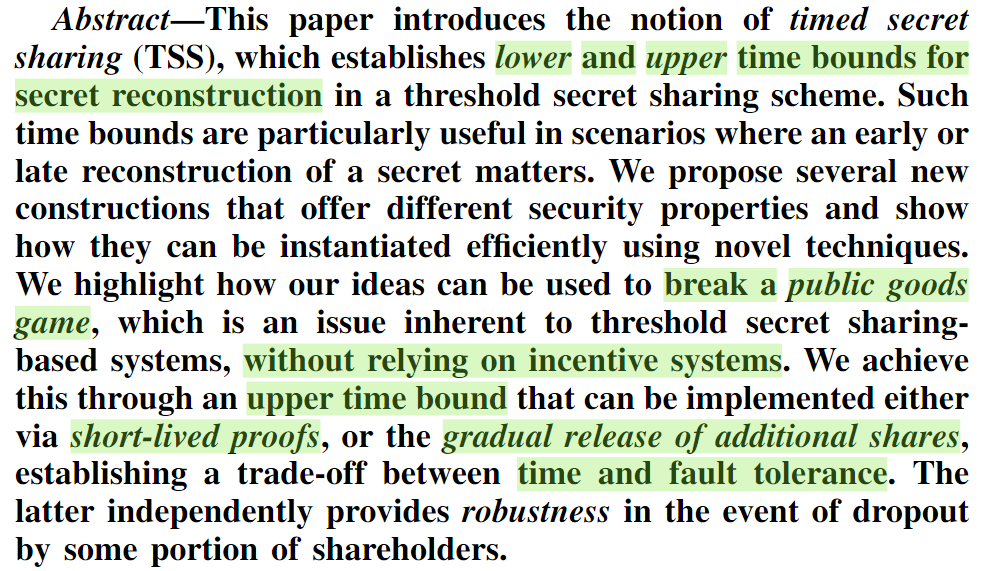 Abstract—This paper introduces the notion of timed secret
sharing (TSS), which establishes lower and upper time bounds for
secret reconstruction in a threshold secret sharing scheme. Such
time bounds are particularly useful in scenarios where an early or
late reconstruction of a secret matters. We propose several new
constructions that offer different security properties and show
how they can be instantiated efficiently using novel techniques.
We highlight how our ideas can be used to break a public goods
game, which is an issue inherent to threshold secret sharing-
based systems, without relying on incentive systems. We achieve
this through an upper time bound that can be implemented either
via short-lived proofs, or the gradual release of additional shares,
establishing a trade-off between time and fault tolerance. The
latter independently provides robustness in the event of dropout
by some portion of shareholders.